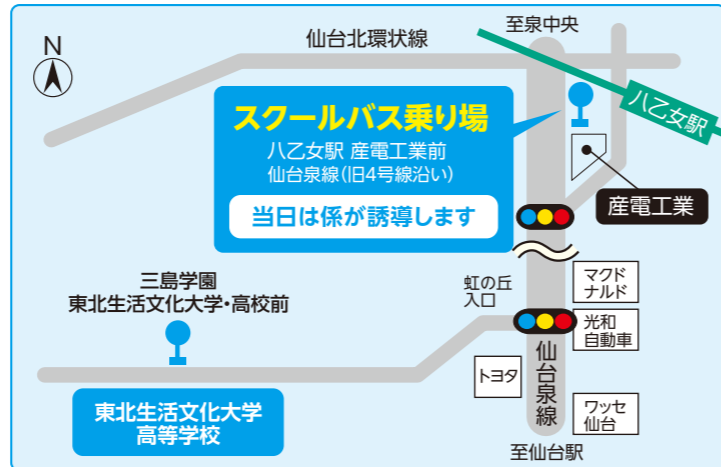 N
仙台北環状線
至泉中央
八乙女駅
スクールバス乗り場
八乙女駅 産電工業前
仙台泉線(旧4号線沿い)
当日は係が誘導します
産電工業
三島学園
東北生活文化大学・高校前
虹の丘
入口
マクド
ナルド
光和
自動車
トヨタ
仙台泉線
ワッセ
仙台
東北生活文化大学
高等学校
至仙台駅